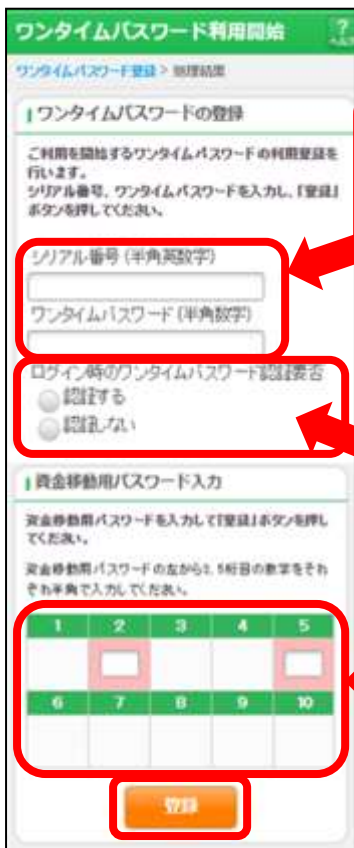 ワンタイムパスワード利用開始
?
ワンタイムパスワード登録 > 処理結果
ワンタイムパスワードの登録
ご利用を開始するワンタイムパスワードの利用登録を
行います。
シリアル番号、ワンタイムパスワードを入力し、「登録」
ボタンを押してください。
シリアル番号(半角英数字)
ワンタイムパスワード(半角数字)
ログイン時のワンタイムパスワード認証要否
認証する
認証しない
資金移動用パスワード入力
資金移動用パスワードを入力して「登録」ボタンを押し
てください。
資金移動用パスワードの左から2、5桁目の数字をそれ
ぞれ半角で入力してください。
1 2 3 4 5
6 7 8 9 10
登録